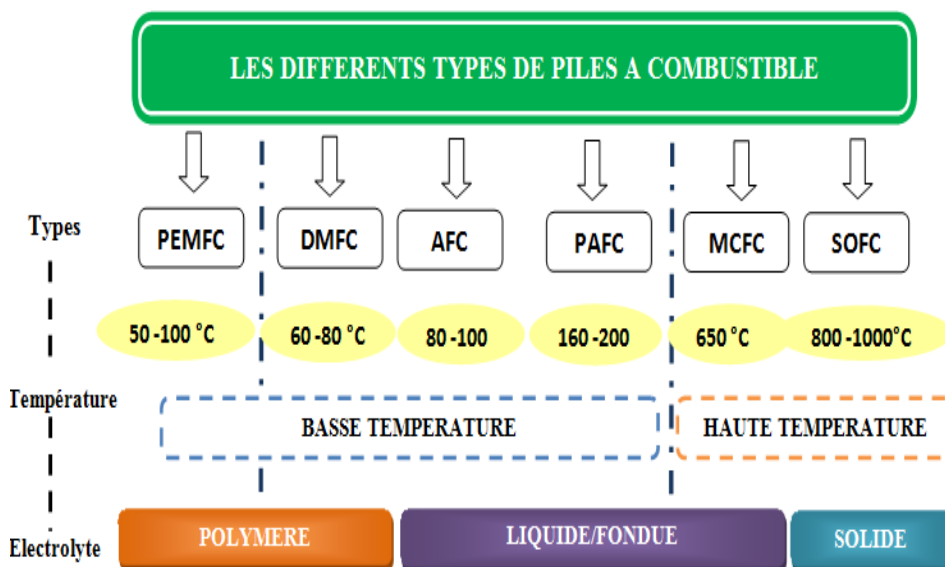 LES DIFFERENTS TYPES DE PILES A COMBUSTIBLE
Types
PEMFC
DMFC
AFC
PAFC
MCFC
SOFC
50 -100 °C
60 -80 °C
80 -100
160 -200
650 °C
800 -1000°C
Température
BASSE TEMPERATURE
HAUTE TEMPERATURE
Electrolyte
POLYMERE
LIQUIDE/FONDUE
SOLIDE